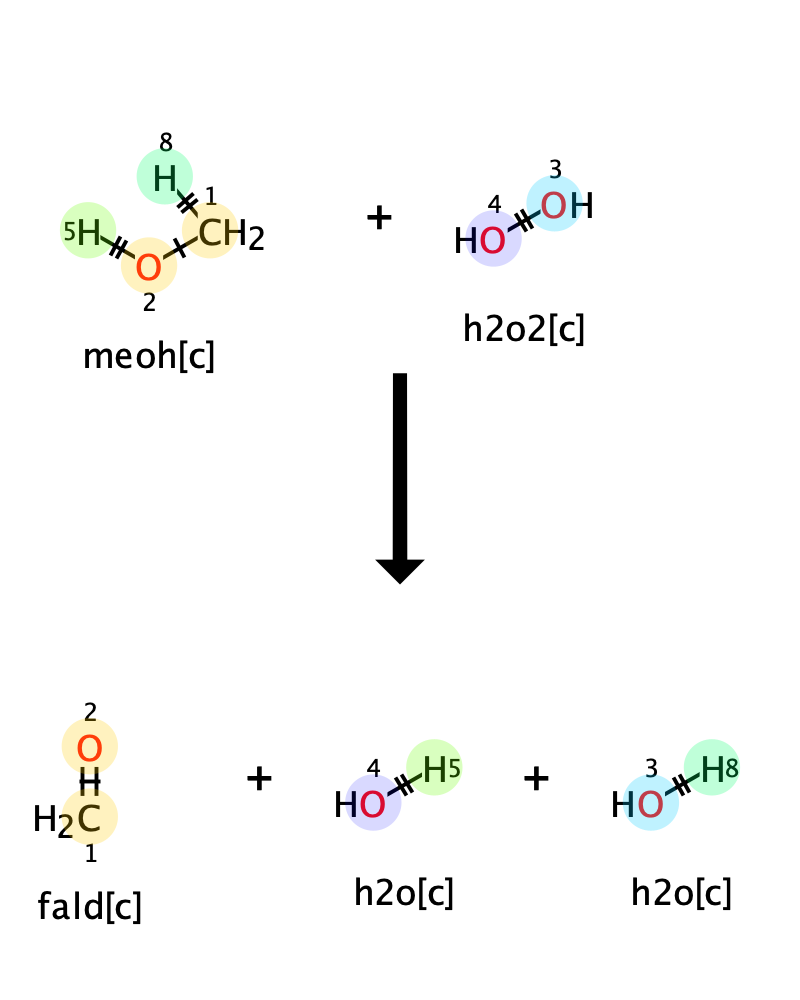 8
H
1
5H
CH2
O
2
meoh[c]
+
3
4
OH
HO
h2o2[c]
2
O
H2C
1
fald[c]
+
4
H5
HO
h2o[c]
+
3
H8
HO
h2o[c]